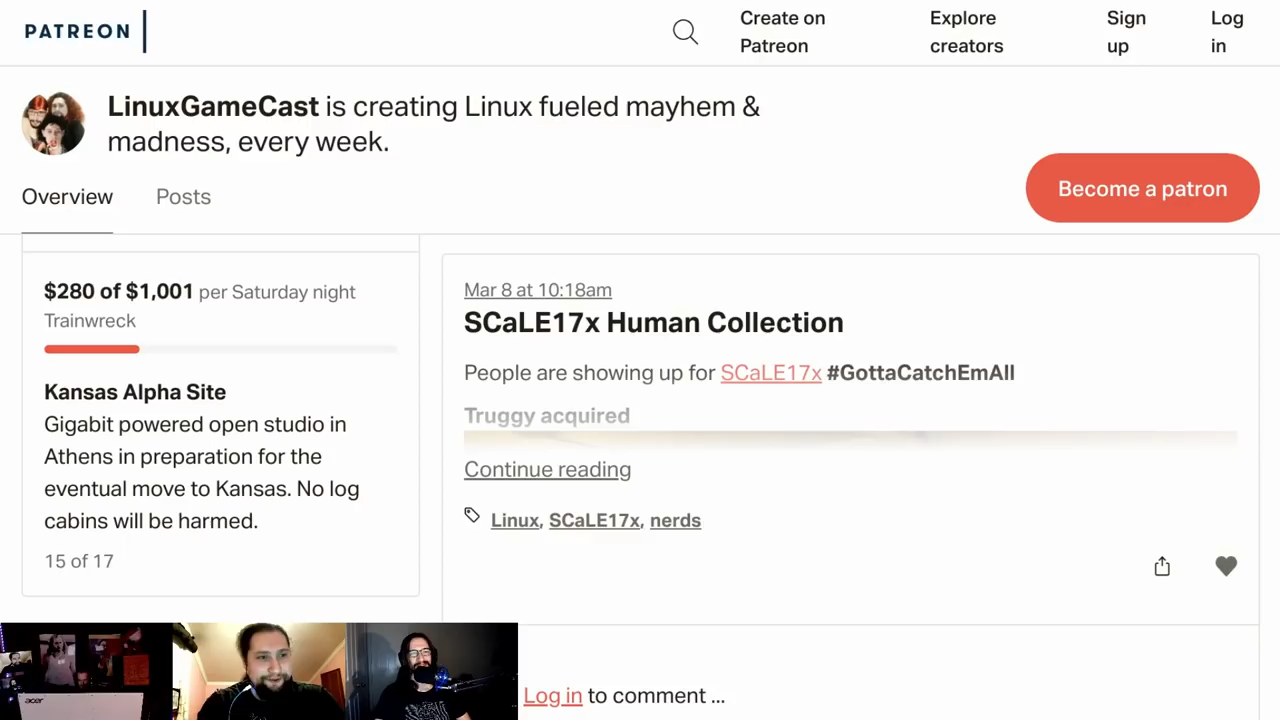 PATREON
Create on
Patreon
Explore
creators
Sign
up
Log
in
LinuxGameCast is creating Linux fueled mayhem &
madness, every week.
Overview
Posts
Become a patron
$280 of $1,001 per Saturday night
Trainwreck
Kansas Alpha Site
Gigabit powered open studio in
Athens in preparation for the
eventual move to Kansas. No log
cabins will be harmed.
15 of 17
Mar 8 at 10:18am
SCaLE17x Human Collection
People are showing up for SCaLE17x #GottaCatchEmAll
Truggy acquired
Continue reading
Linux, SCaLE17x, nerds
Log in to comment ...
acer